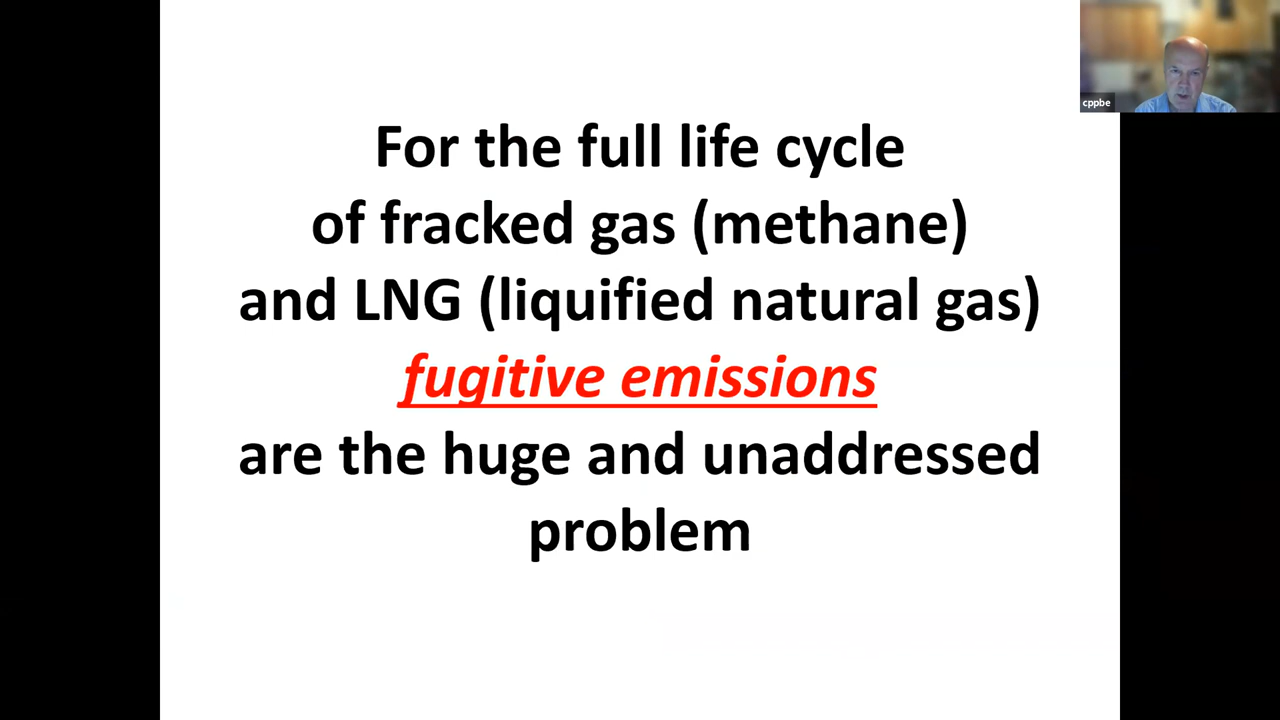 cppbe
For the full life cycle
of fracked gas (methane)
and LNG (liquified natural gas)
fugitive emissions
are the huge and unaddressed
problem